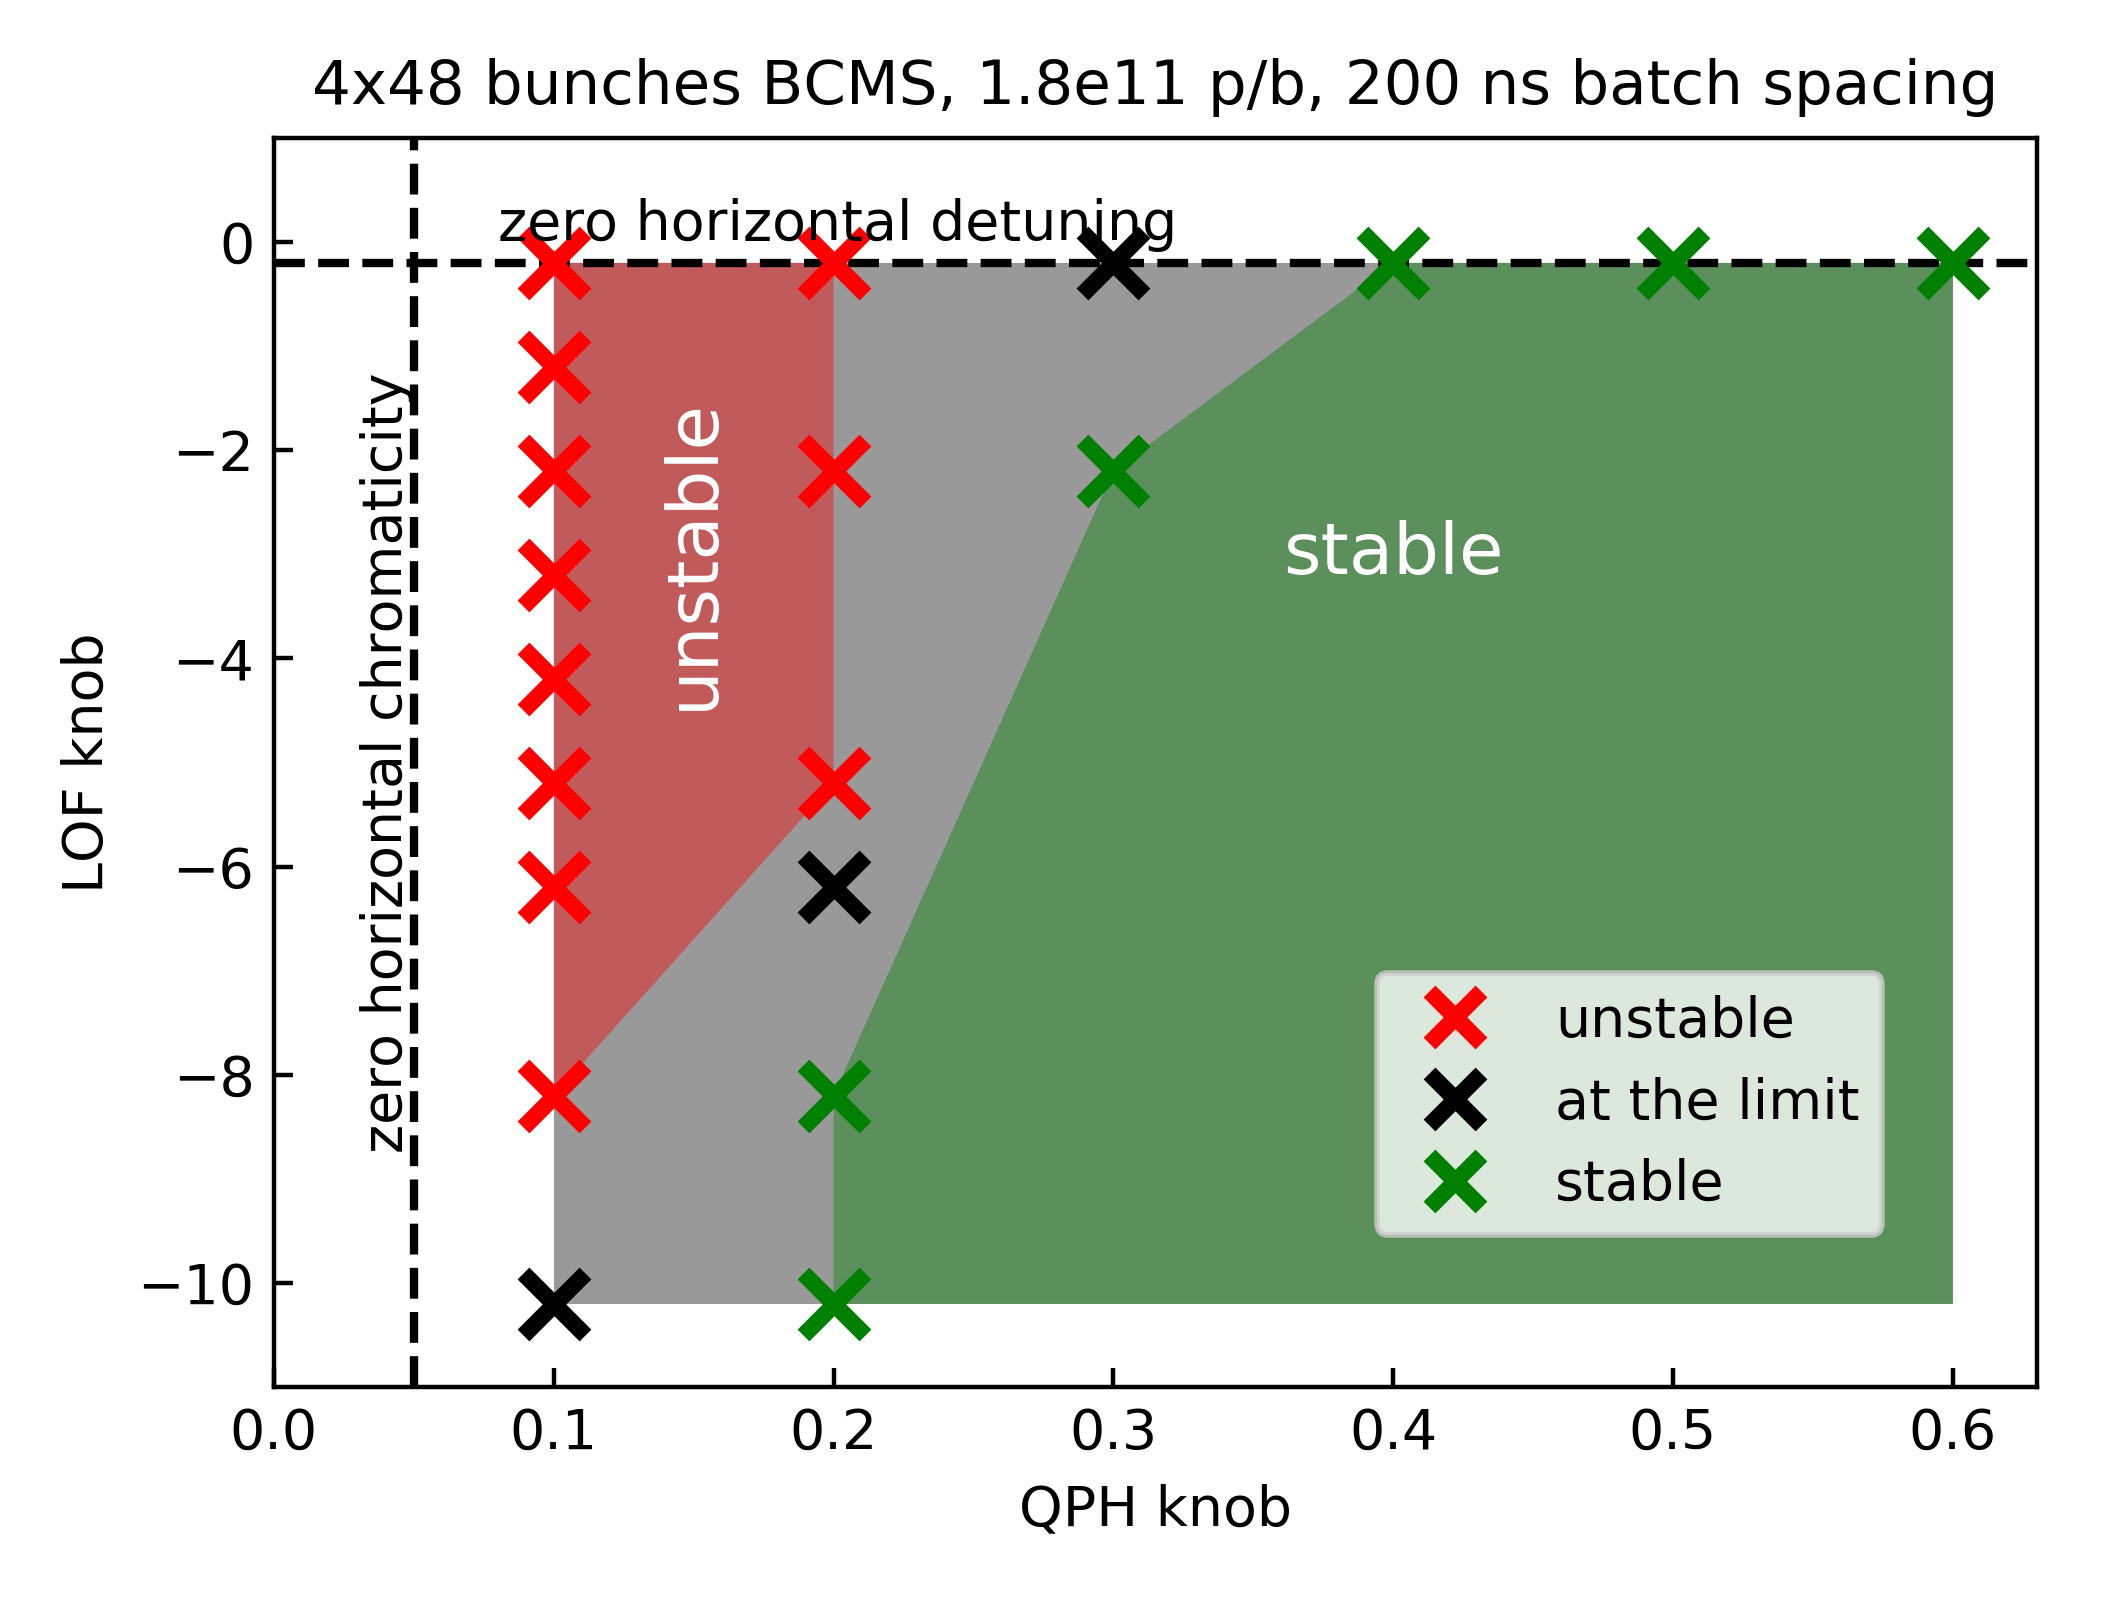 4x48 bunches BCMS, 1.8e11 p/b, 200 ns batch spacing
zero horizontal detuning
zero horizontal chromaticity
unstable
stable
unstable
at the limit
stable
LOF knob
0
−2
−4
−6
−8
−10
0.0 0.1 0.2 0.3 0.4 0.5 0.6
QPH knob